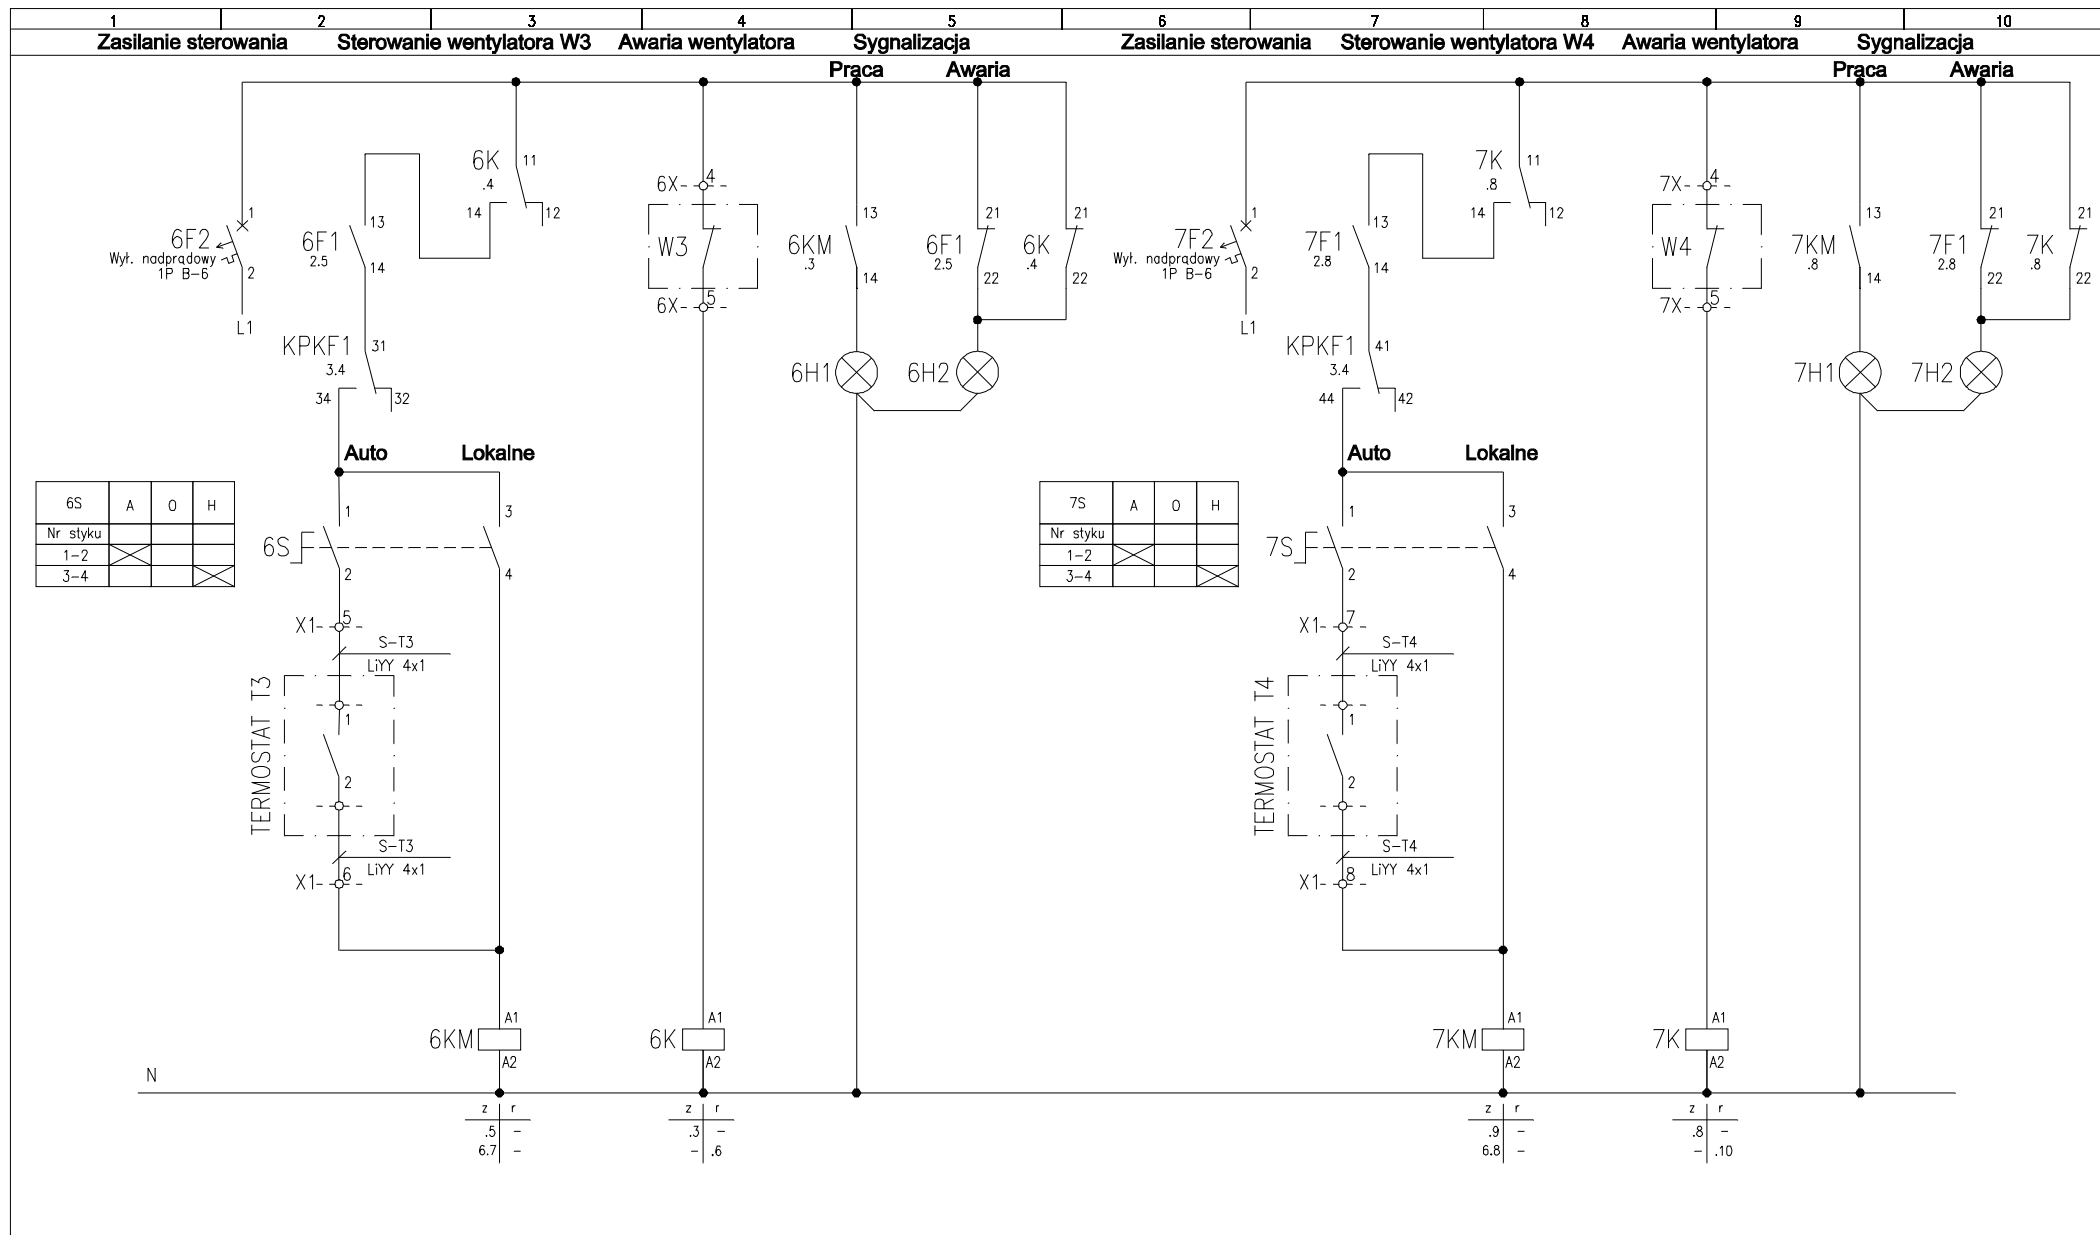 1 2 3 4 5 6 7 8 9 10
Zasilanie sterowania Sterowanie wentylatora W3 Awaria wentylatora Sygnalizacja Zasilanie sterowania Sterowanie wentylatora W4 Awaria wentylatora Sygnalizacja
Praca Awaria Praca Awaria
1
6F2
Wył. nadprądowy
1P B-6
2
L1
13
6F1
2.5
14
6K
.4
11
14 12
KPKF1
3.4
31
34 32
Auto Lokalne
6S A O H
Nr styku
1-2
3-4
1 3
6S
2 4
X1 5
S-T3
LiYY 4x1
TERMOSTAT T3
1
2
S-T3
LiYY 4x1
X1 6
6KM
A1
A2
6X 4
W3
6X 5
6K
A1
A2
13
6KM
.3
14
6H1
21
6F1
2.5
22
21
6K
.4
22
6H2
N
z r
.5 -
6.7 -
z r
.3 -
- .6
1
7F2
Wył. nadprądowy
1P B-6
2
L1
13
7F1
2.8
14
7K
.8
11
14 12
KPKF1
3.4
41
44 42
Auto Lokalne
7S A O H
Nr styku
1-2
3-4
1 3
7S
2 4
X1 7
S-T4
LiYY 4x1
TERMOSTAT T4
1
2
S-T4
LiYY 4x1
X1 8
7KM
A1
A2
7X 4
W4
7X 5
7K
A1
A2
13
7KM
.8
14
7H1
21
7F1
2.8
22
21
7K
.8
22
7H2
z r
.9 -
6.8 -
z r
.8 -
- .10